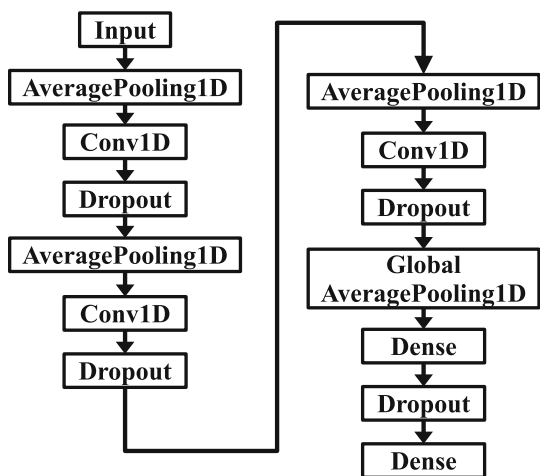 Input
AveragePooling1D
Conv1D
Dropout
AveragePooling1D
Conv1D
Dropout
AveragePooling1D
Conv1D
Dropout
Global
AveragePooling1D
Dense
Dropout
Dense